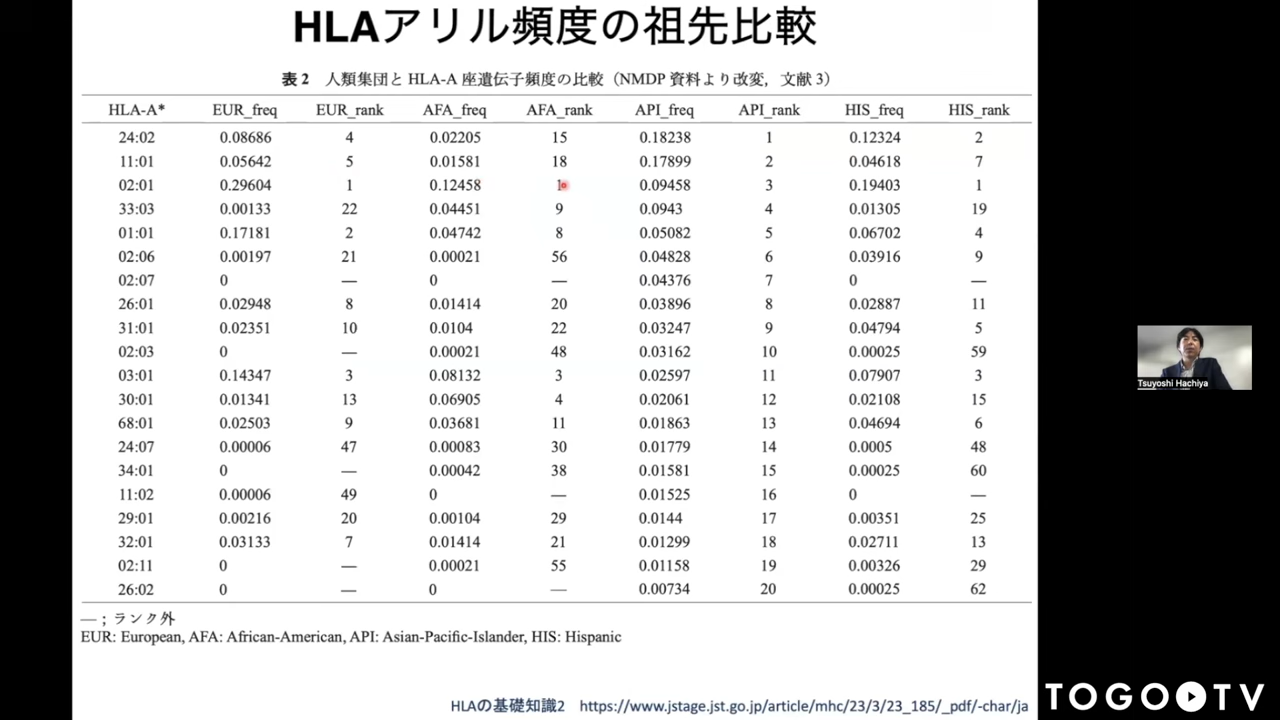 HLAアリル頻度の祖先比較
表 2 人類集団と HLA-A 座遺伝子頻度の比較（NMDP 資料より改変，文献 3）
HLA-A* EUR_freq EUR_rank AFA_freq AFA_rank API_freq API_rank HIS_freq HIS_rank
24:02 0.08686 4 0.02205 15 0.18238 1 0.12324 2
11:01 0.05642 5 0.01581 18 0.17899 2 0.04618 7
02:01 0.29604 1 0.12458 1 0.09458 3 0.19403 1
33:03 0.00133 22 0.04451 9 0.0943 4 0.01305 19
01:01 0.17181 2 0.04742 8 0.05082 5 0.06702 4
02:06 0.00197 21 0.00021 56 0.04828 6 0.03916 9
02:07 0 — 0 — 0.04376 7 0 —
26:01 0.02948 8 0.01414 20 0.03896 8 0.02887 11
31:01 0.02351 10 0.0104 22 0.03247 9 0.04794 5
02:03 0 — 0.00021 48 0.03162 10 0.00025 59
03:01 0.14347 3 0.08132 3 0.02597 11 0.07907 3
30:01 0.01341 13 0.06905 4 0.02061 12 0.02108 15
68:01 0.02503 9 0.03681 11 0.01863 13 0.04694 6
24:07 0.00006 47 0.00083 30 0.01779 14 0.0005 48
34:01 0 — 0.00042 38 0.01581 15 0.00025 60
11:02 0.00006 49 0 — 0.01525 16 0 —
29:01 0.00216 20 0.00104 29 0.0144 17 0.00351 25
32:01 0.03133 7 0.01414 21 0.01299 18 0.02711 13
02:11 0 — 0.00021 55 0.01158 19 0.00326 29
26:02 0 — 0 — 0.00734 20 0.00025 62
—；ランク外
EUR: European, AFA: African-American, API: Asian-Pacific-Islander, HIS: Hispanic
HLAの基礎知識2 https://www.jstage.jst.go.jp/article/mhc/23/3/23_185/_pdf/-char/ja
Tsuyoshi Hachiya
TOGO TV